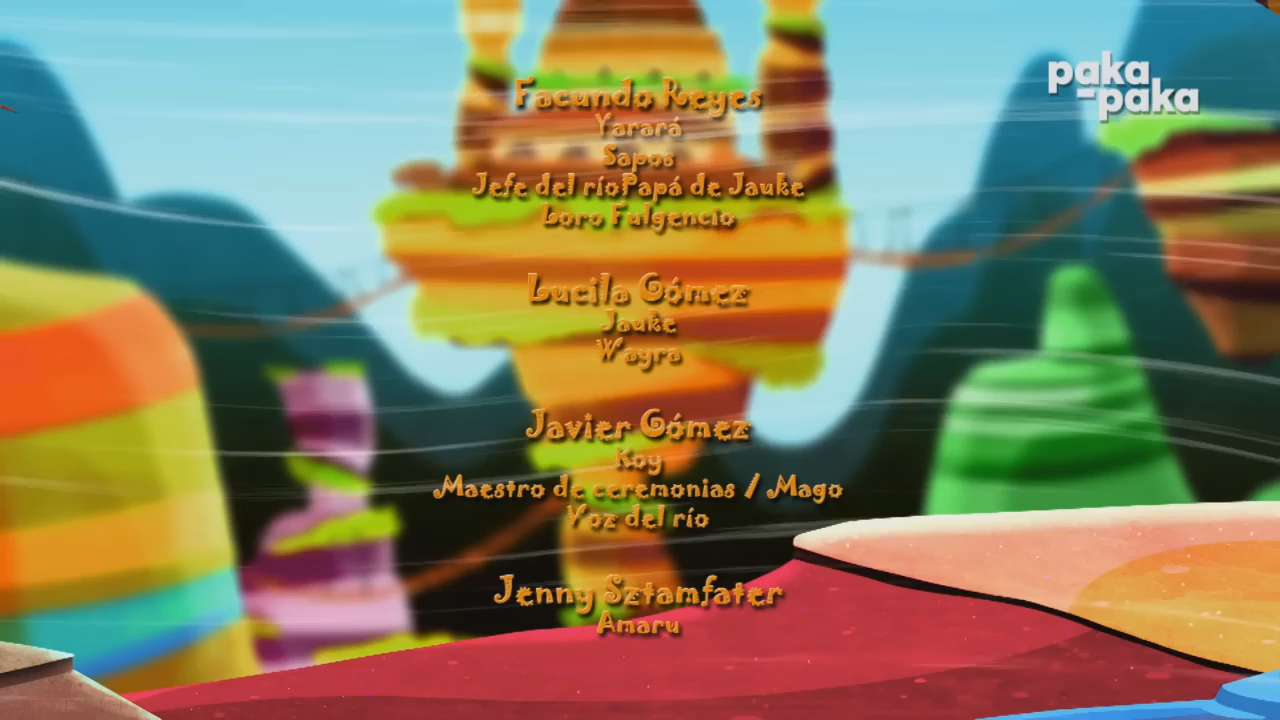 paka
-paka
Facundo Reyes
Yarará
Sapos
Jefe del ríoPapá de Jauke
Loro Fulgencio
Lucila Gómez
Jauke
Wayra
Javier Gómez
Koy
Maestro de ceremonias / Mago
Voz del río
Jenny Sztamfater
Amaru